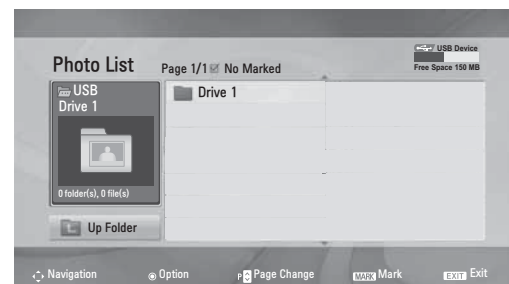 USB Device
Photo List Page 1/1 No Marked Free Space 150 MB
USB
Drive 1
Drive 1
0 folder(s), 0 file(s)
Up Folder
Navigation Option P Page Change MARK Mark EXIT Exit